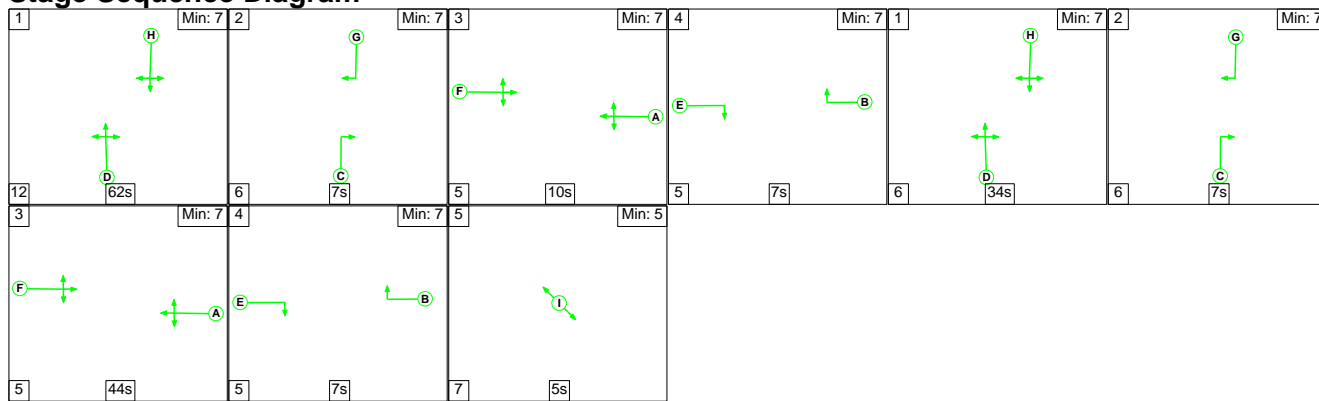 Stage Sequence Diagram
1 Min: 7 2 Min: 7 3 Min: 7 4 Min: 7 1 Min: 7 2 Min: 7
H G H G
F E B
A
D C D C
12 62s 6 7s 5 10s 5 7s 6 34s 6 7s
3 Min: 7 4 Min: 7 5 Min: 5
F E B I
A
5 44s 5 7s 7 5s